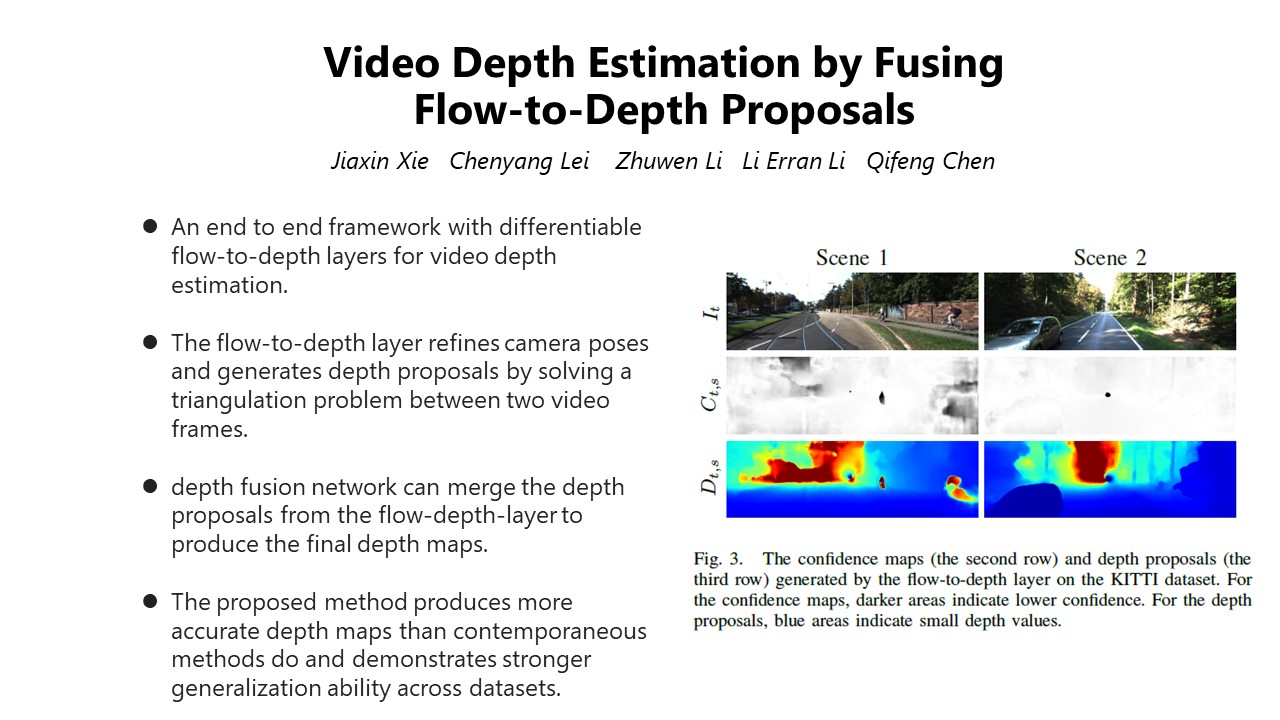 Video Depth Estimation by Fusing
Flow-to-Depth Proposals
Jiaxin Xie Chenyang Lei Zhuwen Li Li Erran Li Qifeng Chen
● An end to end framework with differentiable
flow-to-depth layers for video depth
estimation.
● The flow-to-depth layer refines camera poses
and generates depth proposals by solving a
triangulation problem between two video
frames.
● depth fusion network can merge the depth
proposals from the flow-depth-layer to
produce the final depth maps.
● The proposed method produces more
accurate depth maps than contemporaneous
methods do and demonstrates stronger
generalization ability across datasets.
Scene 1 Scene 2
I_t
C_{t,s}
D_{t,s}
Fig. 3. The confidence maps (the second row) and depth proposals (the
third row) generated by the flow-to-depth layer on the KITTI dataset. For
the confidence maps, darker areas indicate lower confidence. For the depth
proposals, blue areas indicate small depth values.